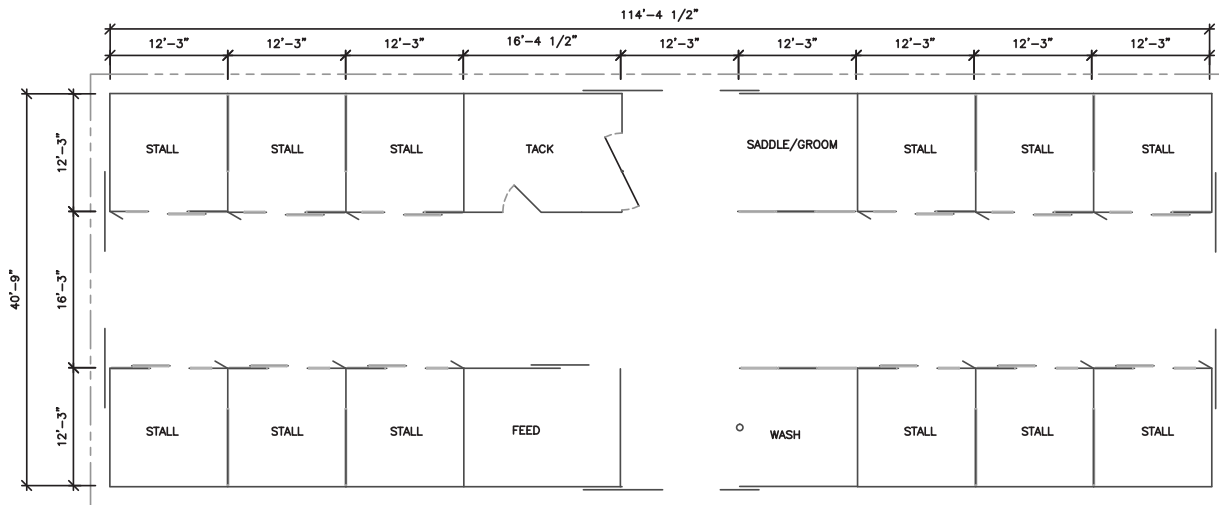 114'-4 1/2"
12'-3" 12'-3" 12'-3" 16'-4 1/2" 12'-3" 12'-3" 12'-3" 12'-3" 12'-3"
12'-3" STALL STALL STALL TACK SADDLE/GROOM STALL STALL STALL
40'-9" 16'-3"
12'-3" STALL STALL STALL FEED WASH STALL STALL STALL